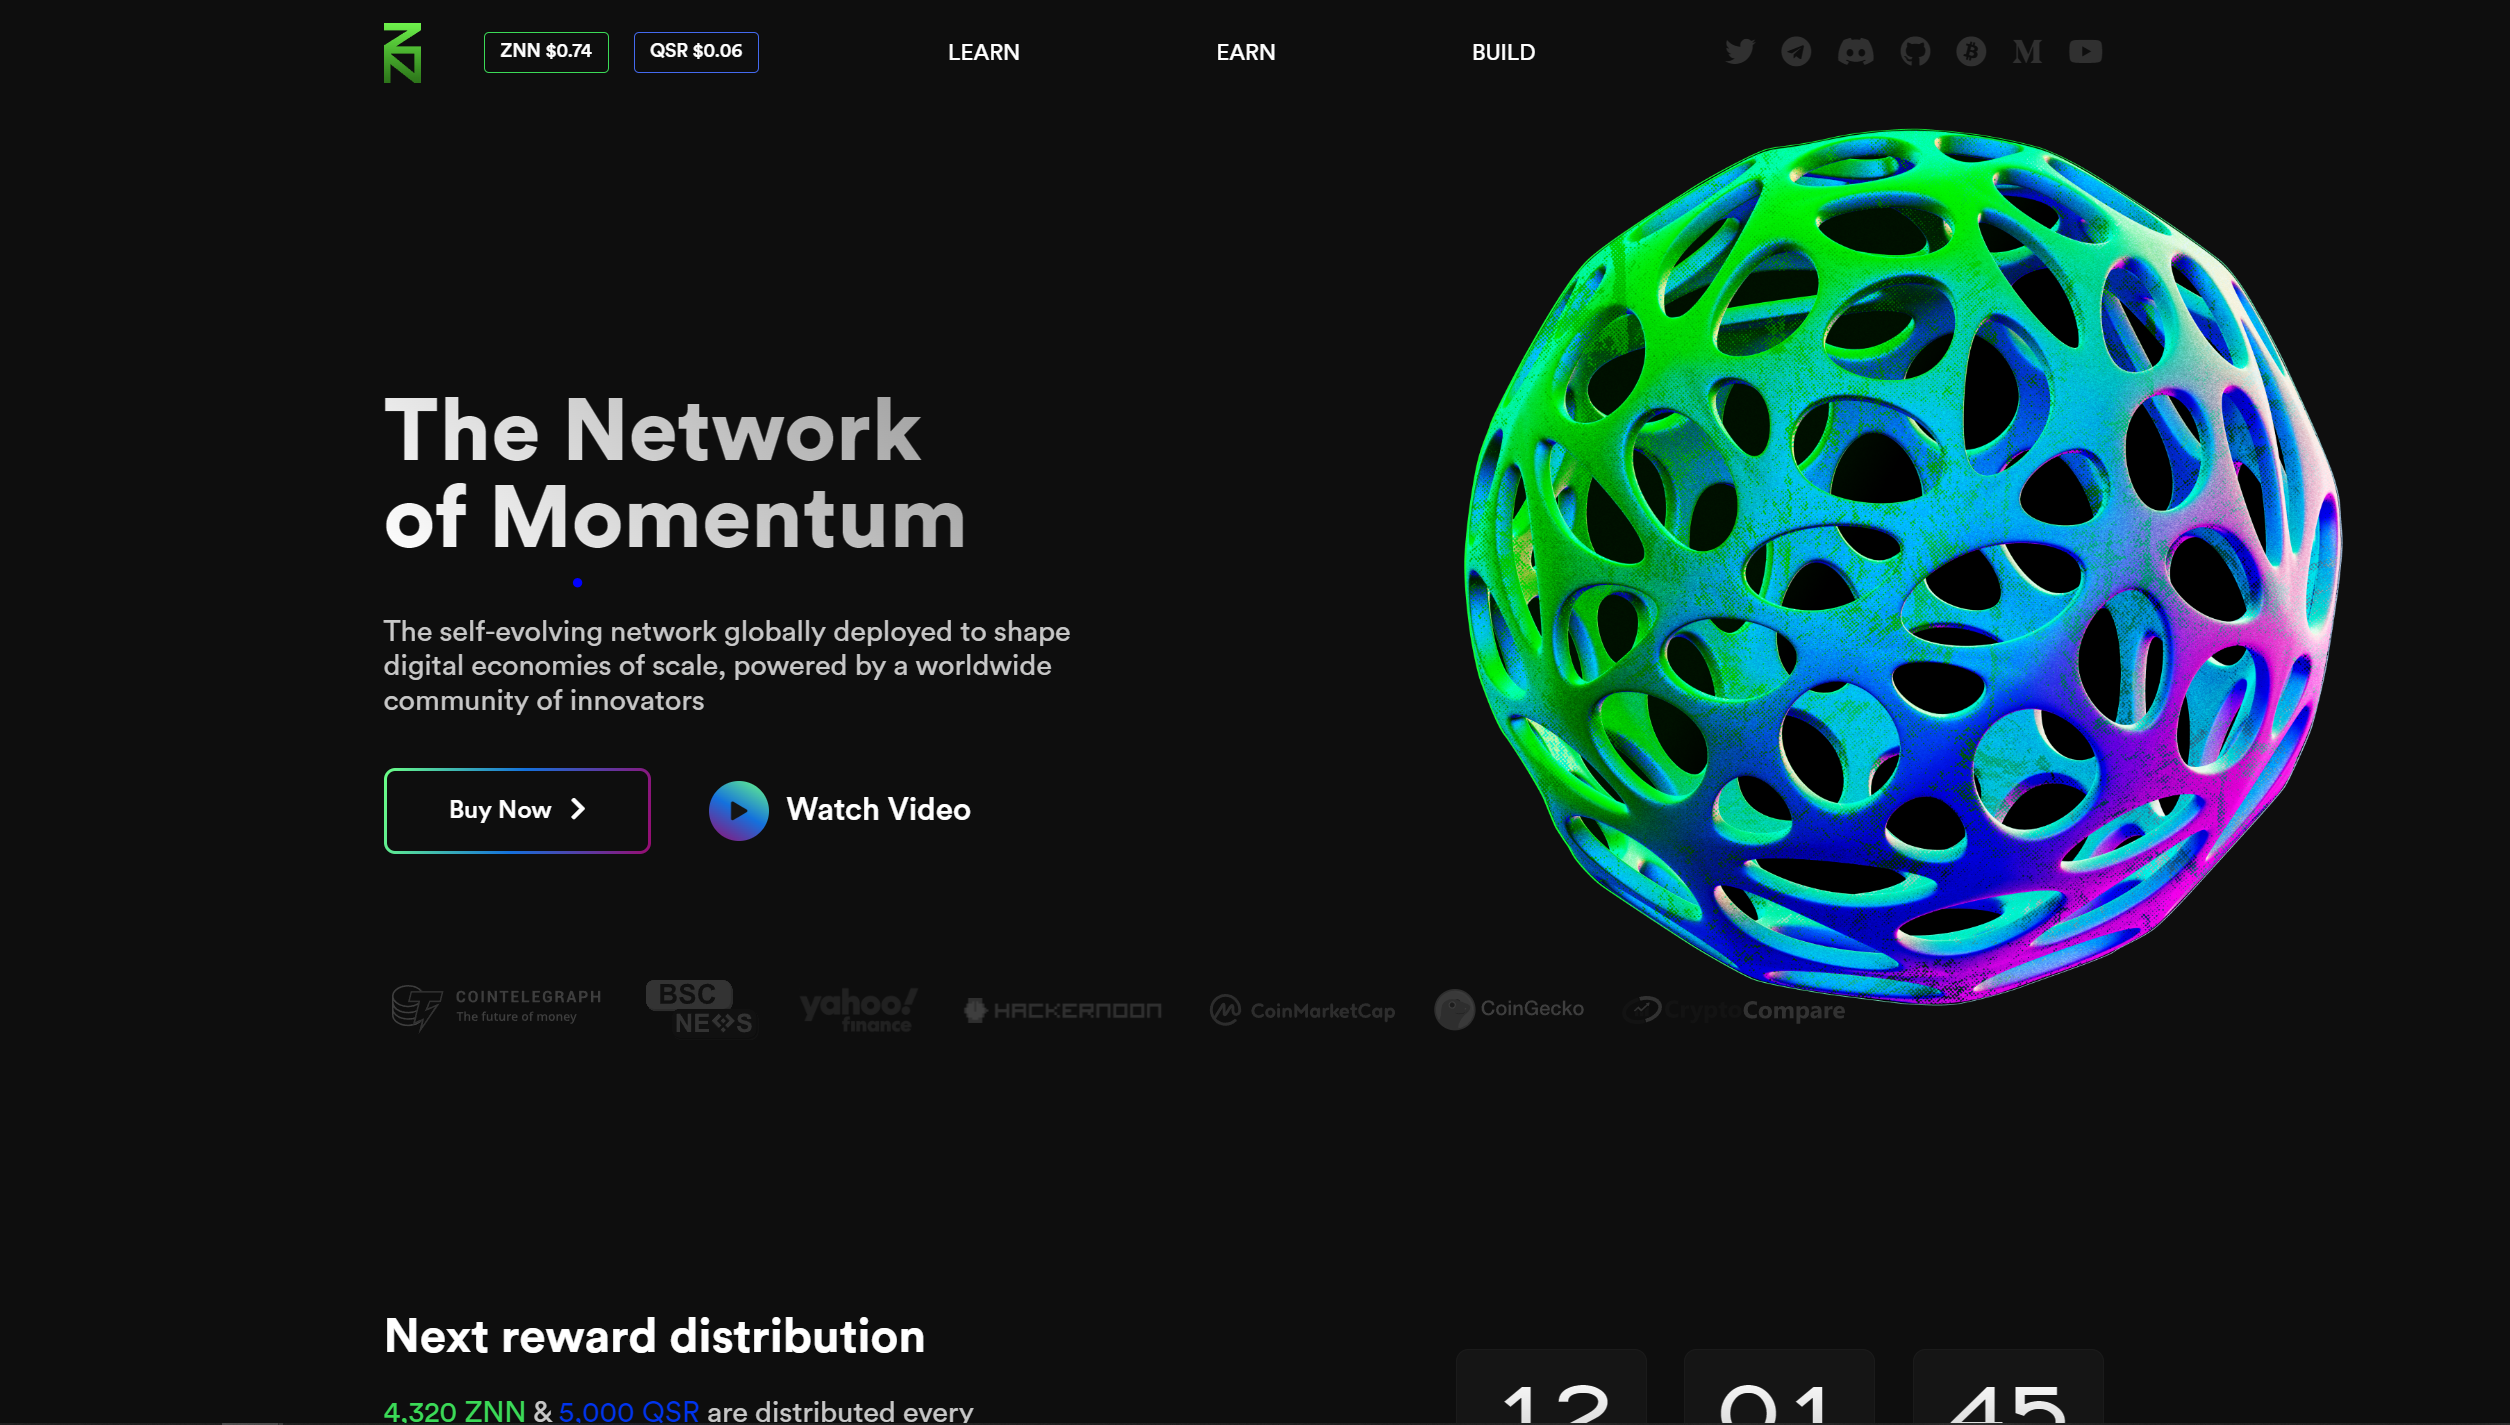 ZNN $0.74
QSR $0.06
LEARN
EARN
BUILD
The Network
of Momentum
The self-evolving network globally deployed to shape
digital economies of scale, powered by a worldwide
community of innovators
Buy Now
Watch Video
COINTELEGRAPH
The future of money
BSC
NEWS
yahoo!
finance
HACKERNOON
CoinMarketCap
CoinGecko
CryptoCompare
Next reward distribution
4,320 ZNN & 5,000 QSR are distributed every
12 01 45